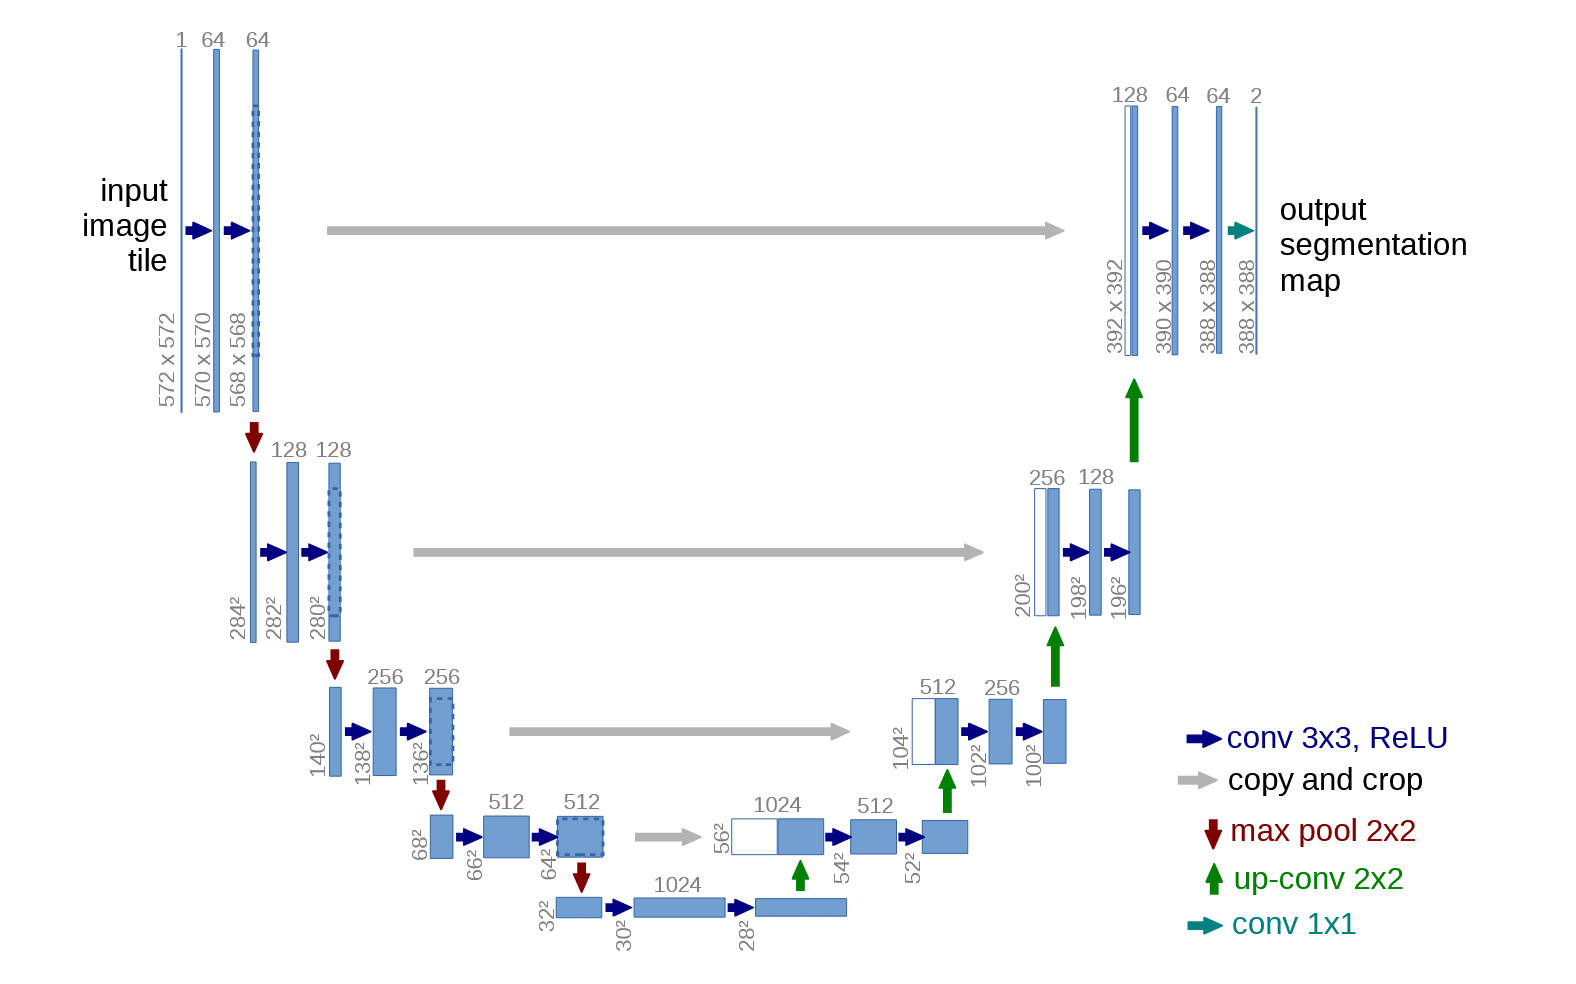 1 64 64
128 64 64 2
input
image
tile
output
segmentation
map
572 x 572
570 x 570
568 x 568
392 x 392
390 x 390
388 x 388
388 x 388
128 128
256 128
284²
282²
280²
200²
198²
196²
256 256
512 256
140²
138²
136²
104²
102²
100²
512 512
1024 512
68²
66²
64²
56²
54²
52²
1024
32²
30²
28²
conv 3x3, ReLU
copy and crop
max pool 2x2
up-conv 2x2
conv 1x1